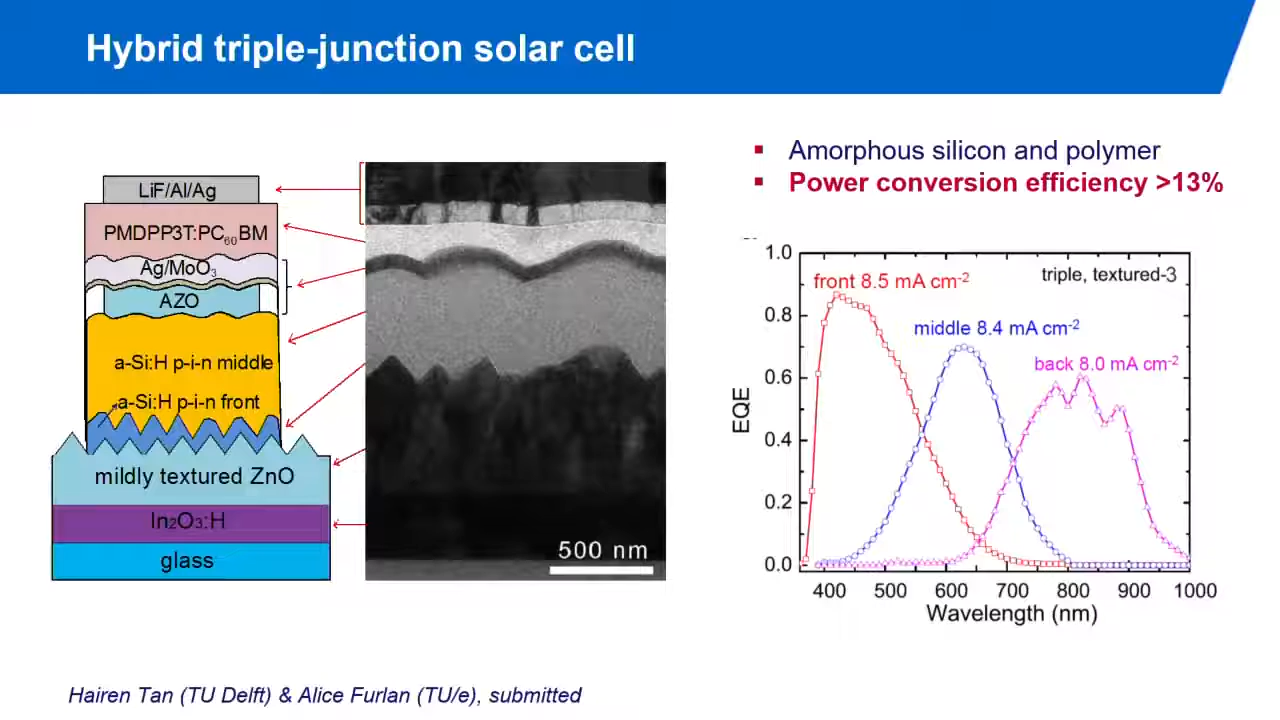 Hybrid triple-junction solar cell
LiF/Al/Ag
PMDPP3T:PC₆₀BM
Ag/MoO₃
AZO
a-Si:H p-i-n middle
a-Si:H p-i-n front
mildly textured ZnO
In₂O₃:H
glass
500 nm
Amorphous silicon and polymer
Power conversion efficiency >13%
triple, textured-3
front 8.5 mA cm⁻²
middle 8.4 mA cm⁻²
back 8.0 mA cm⁻²
EQE
1.0
0.8
0.6
0.4
0.2
0.0
400 500 600 700 800 900 1000
Wavelength (nm)
Hairen Tan (TU Delft) & Alice Furlan (TU/e), submitted